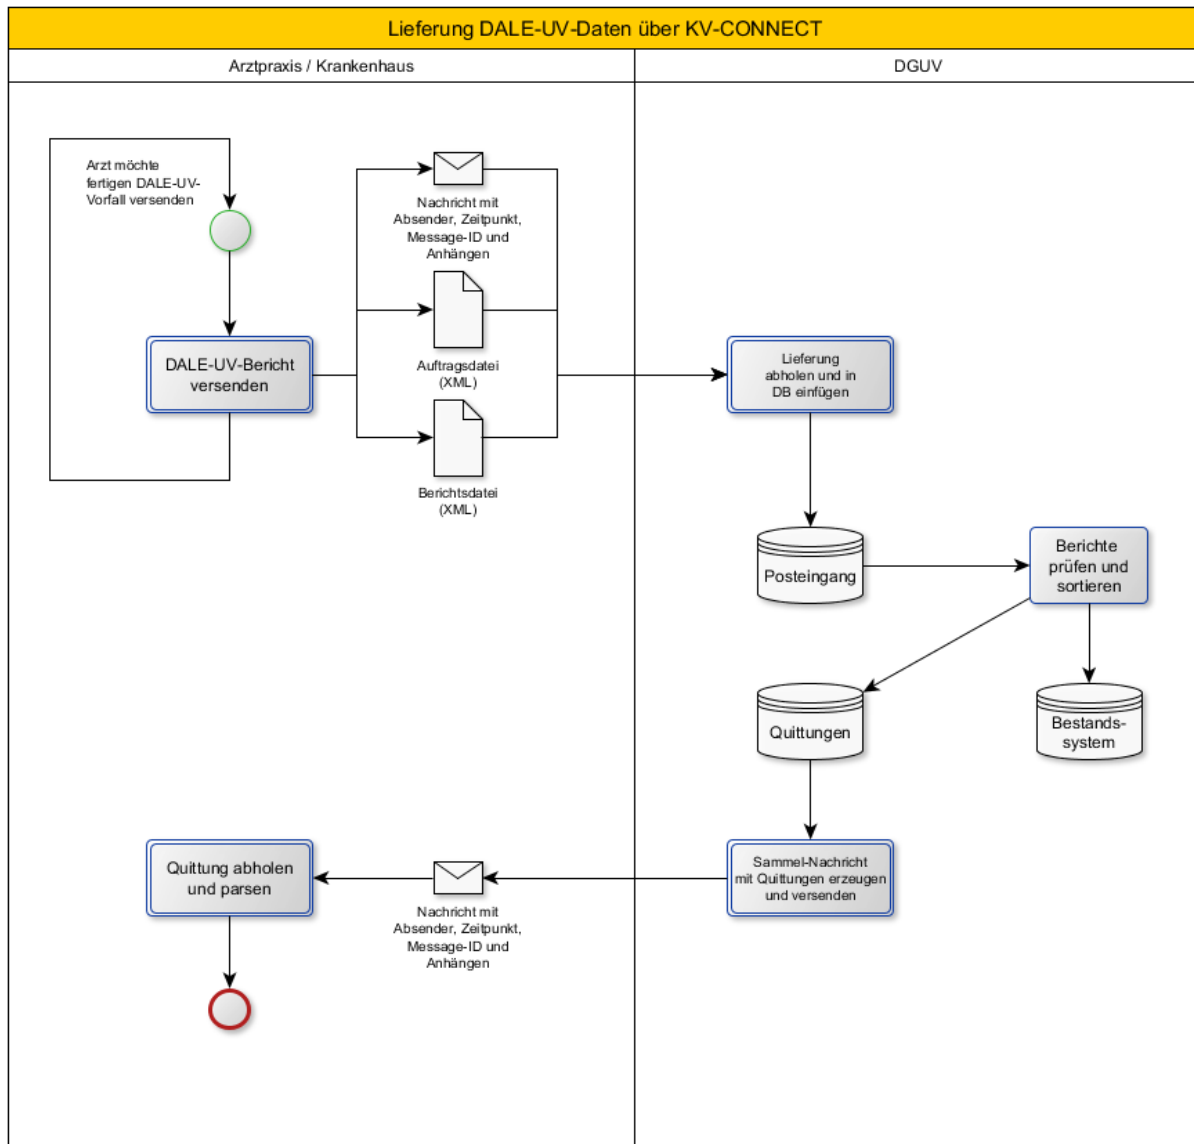 Lieferung DALE-UV-Daten über KV-CONNECT
Arztpraxis / Krankenhaus
DGUV
Arzt möchte
fertigen DALE-UV-
Vorfall versenden
Nachricht mit
Absender, Zeitpunkt,
Message-ID und
Anhängen
DALE-UV-Bericht
versenden
Auftragsdatei
(XML)
Berichtsdatei
(XML)
Lieferung
abholen und in
DB einfügen
Posteingang
Berichte
prüfen und
sortieren
Quittungen
Bestands-
system
Quittung abholen
und parsen
Nachricht mit
Absender, Zeitpunkt,
Message-ID und
Anhängen
Sammel-Nachricht
mit Quittungen erzeugen
und versenden